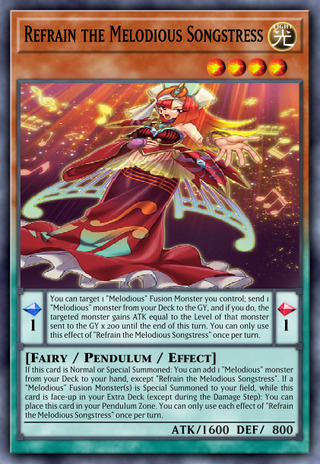 Refrain the Melodious Songstress
LIGHT
光
You can target 1 "Melodious" Fusion Monster you control; send 1
"Melodious" monster from your Deck to the GY, and if you do, the
targeted monster gains ATK equal to the Level of that monster
sent to the GY x 200 until the end of this turn. You can only use
this effect of "Refrain the Melodious Songstress" once per turn.
1
1
[Fairy / Pendulum / Effect]
If this card is Normal or Special Summoned: You can add 1 "Melodious" monster
from your Deck to your hand, except "Refrain the Melodious Songstress". If a
"Melodious" Fusion Monster(s) is Special Summoned to your field, while this
card is face-up in your Extra Deck (except during the Damage Step): You can
place this card in your Pendulum Zone. You can only use each effect of "Refrain
the Melodious Songstress" once per turn.
ATK/1600 DEF/ 800